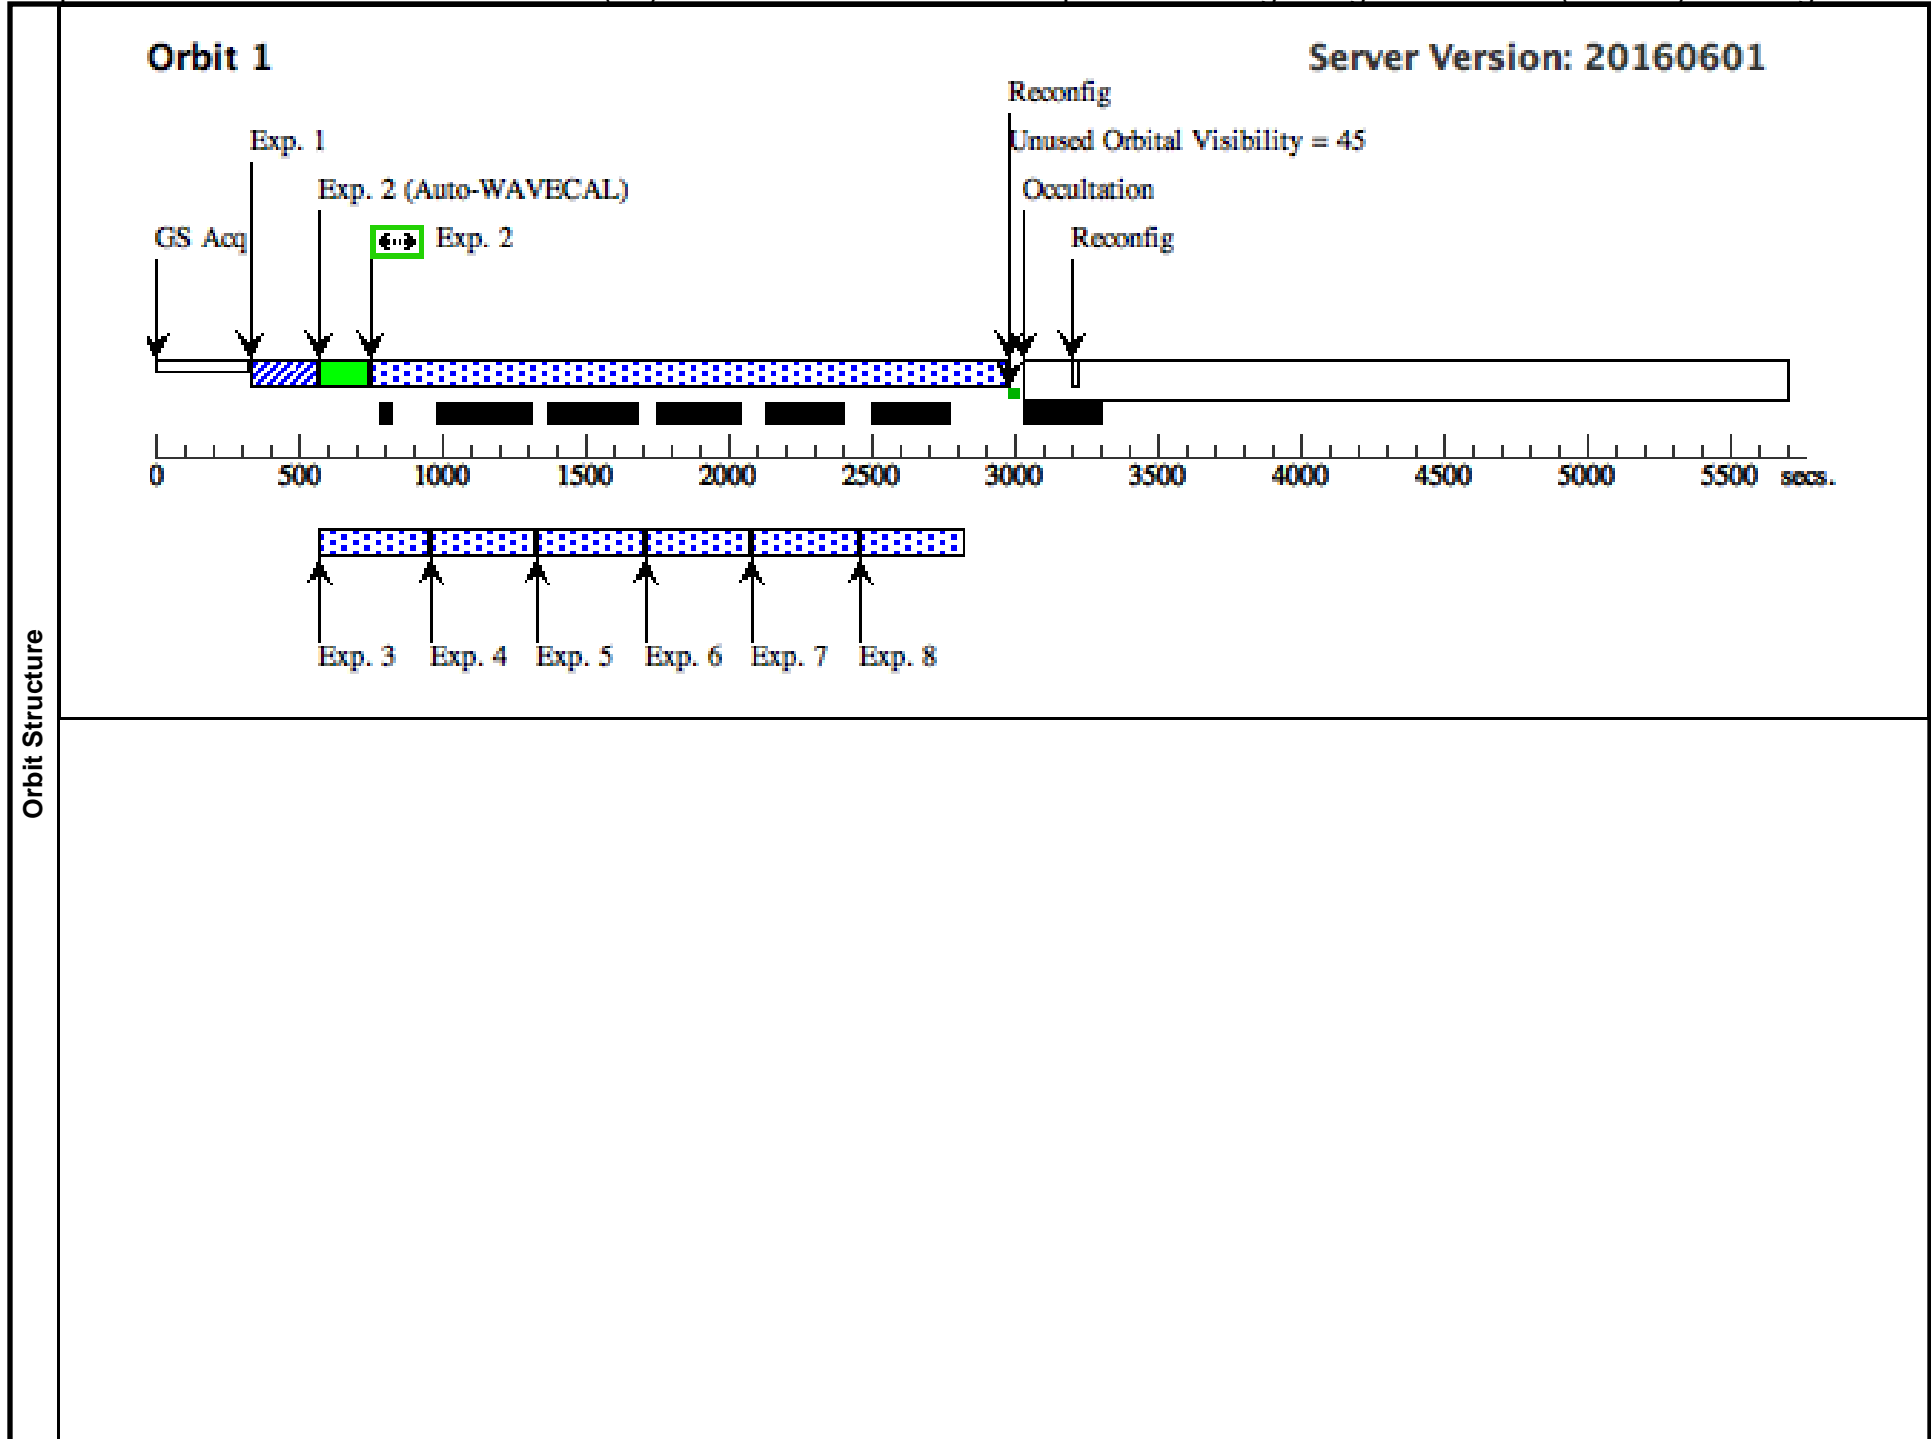 Orbit 1
Server Version: 20160601
Reconfig
Exp. 1
Unused Orbital Visibility = 45
Exp. 2 (Auto-WAVECAL)
Occultation
GS Acq
Exp. 2
Reconfig
0 500 1000 1500 2000 2500 3000 3500 4000 4500 5000 5500 secs.
Exp. 3 Exp. 4 Exp. 5 Exp. 6 Exp. 7 Exp. 8
Orbit Structure